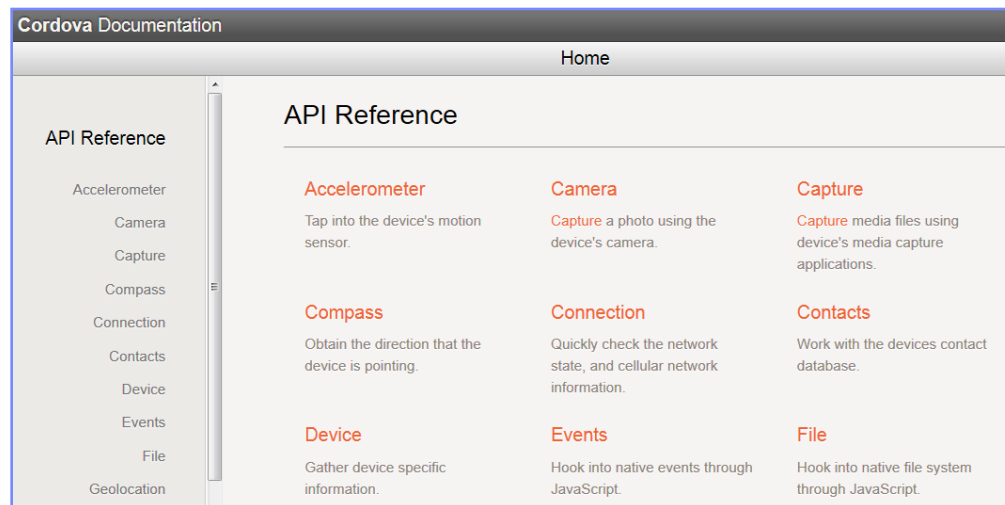 Cordova Documentation
Home
API Reference
Accelerometer
Camera
Capture
Compass
Connection
Contacts
Device
Events
File
Geolocation
API Reference
Accelerometer
Tap into the device's motion
sensor.
Camera
Capture a photo using the
device's camera.
Capture
Capture media files using
device's media capture
applications.
Compass
Obtain the direction that the
device is pointing.
Connection
Quickly check the network
state, and cellular network
information.
Contacts
Work with the devices contact
database.
Device
Gather device specific
information.
Events
Hook into native events through
JavaScript.
File
Hook into native file system
through JavaScript.